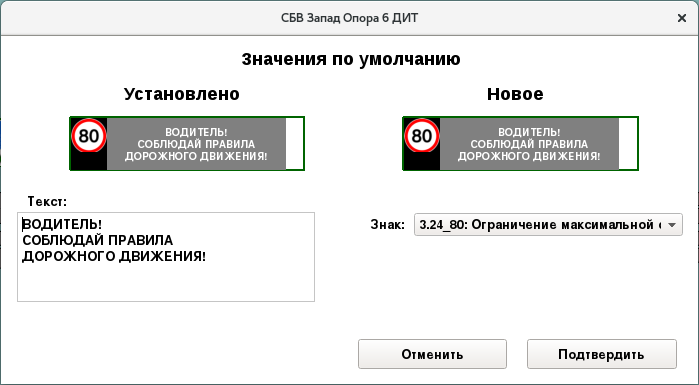 СБВ Запад Опора 6 ДИТ
Значения по умолчанию
Установлено
Новое
80
ВОДИТЕЛЬ!
СОБЛЮДАЙ ПРАВИЛА
ДОРОЖНОГО ДВИЖЕНИЯ!
80
ВОДИТЕЛЬ!
СОБЛЮДАЙ ПРАВИЛА
ДОРОЖНОГО ДВИЖЕНИЯ!
Текст:
ВОДИТЕЛЬ!
СОБЛЮДАЙ ПРАВИЛА
ДОРОЖНОГО ДВИЖЕНИЯ!
Знак:
3.24_80: Ограничение максимальной
Отменить
Подтвердить